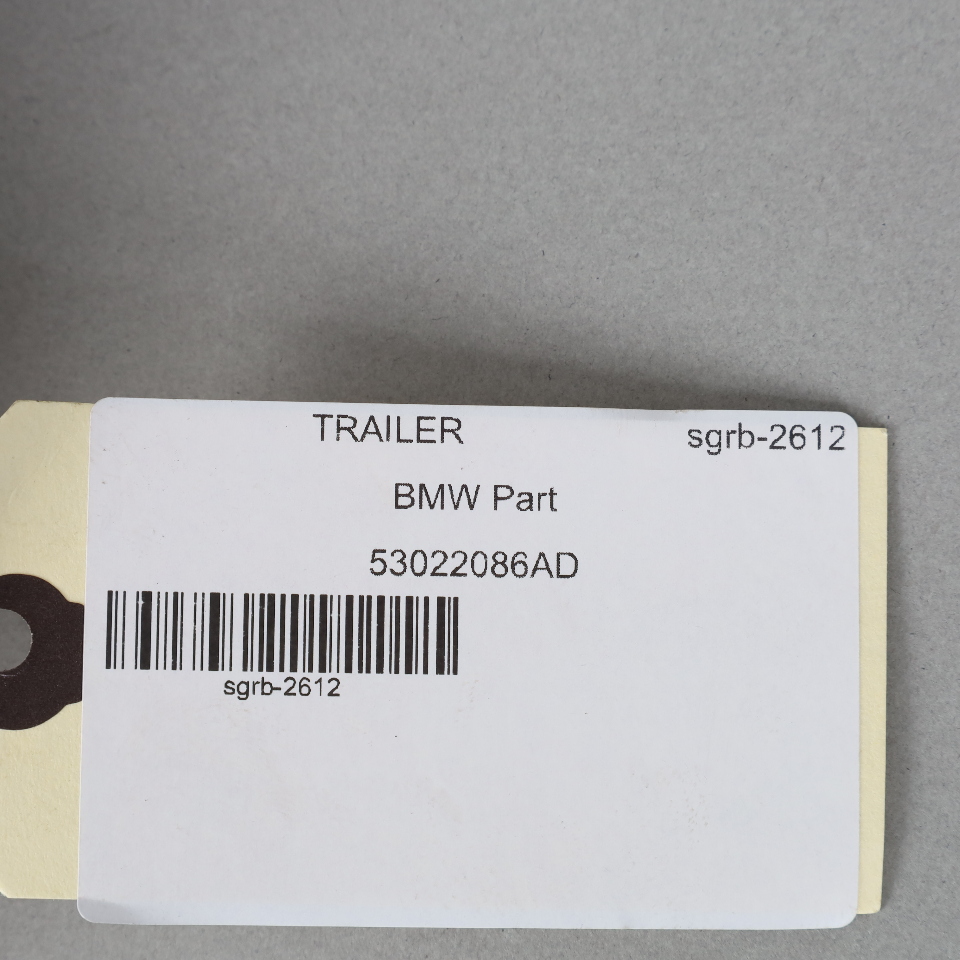 TRAILER sgrb-2612
BMW Part
53022086AD
sgrb-2612